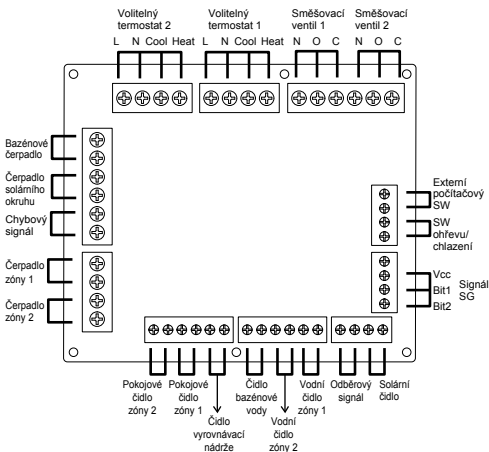 Volitelný
termostat 2
Volitelný
termostat 1
Směšovací
ventil 1
Směšovací
ventil 2
L N Cool Heat
L N Cool Heat
N O C
N O C
Bazénové
čerpadlo
Čerpadlo
solárního
okruhu
Chybový
signál
Čerpadlo
zóny 1
Čerpadlo
zóny 2
Externí
počítačový
SW
SW
ohřevu/
chlazení
Vcc
Bit1
Bit2
Signál
SG
Pokojové
čidlo
zóny 2
Pokojové
čidlo
zóny 1
Čidlo
vyrovnávací
nádrže
Čidlo
bazénové
vody
Vodní
čidlo
zóny 2
Vodní
čidlo
zóny 1
Odběrový
signál
Solární
čidlo